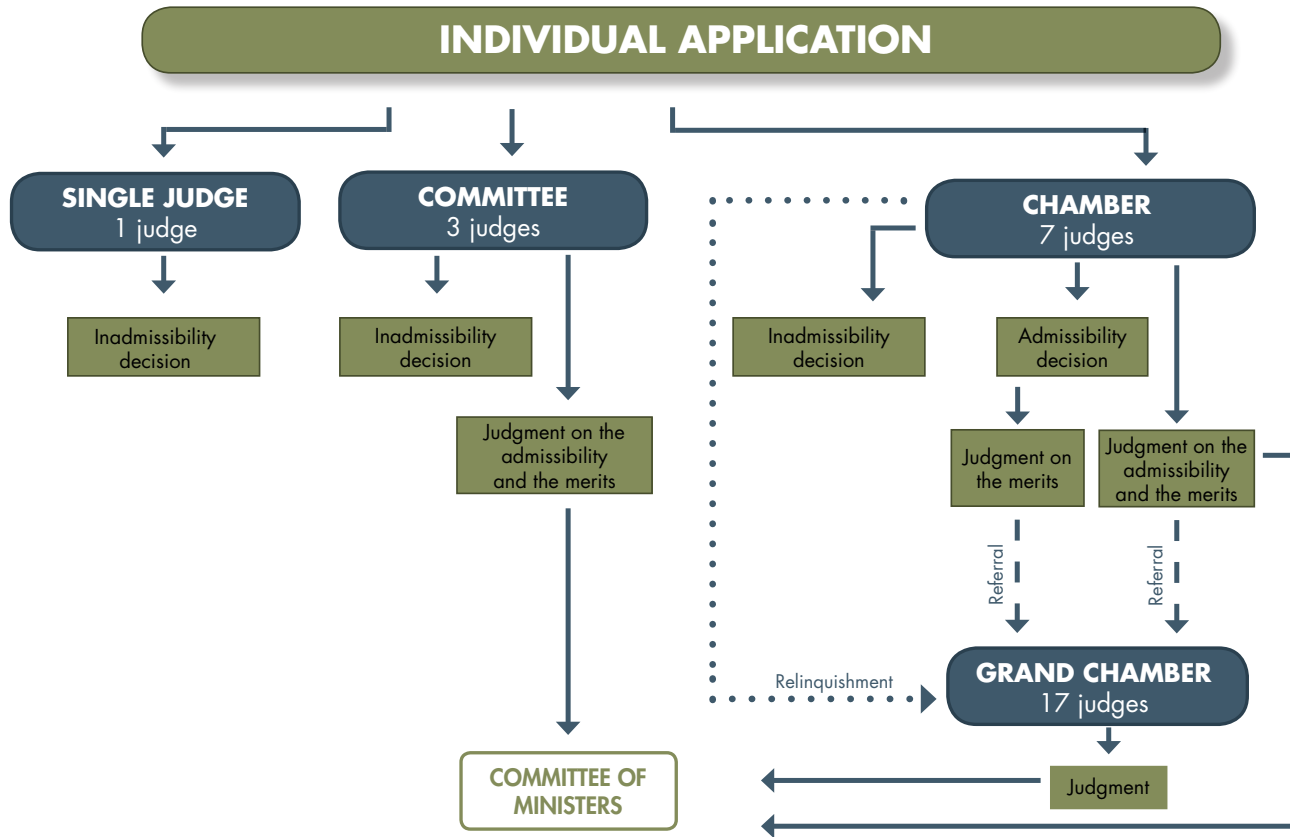 INDIVIDUAL APPLICATION
SINGLE JUDGE
1 judge
COMMITTEE
3 judges
CHAMBER
7 judges
Inadmissibility
decision
Inadmissibility
decision
Inadmissibility
decision
Admissibility
decision
Judgment on the
admissibility
and the merits
Judgment on
the merits
Judgment on the
admissibility
and the merits
Referral
Referral
Relinquishment
GRAND CHAMBER
17 judges
COMMITTEE OF
MINISTERS
Judgment